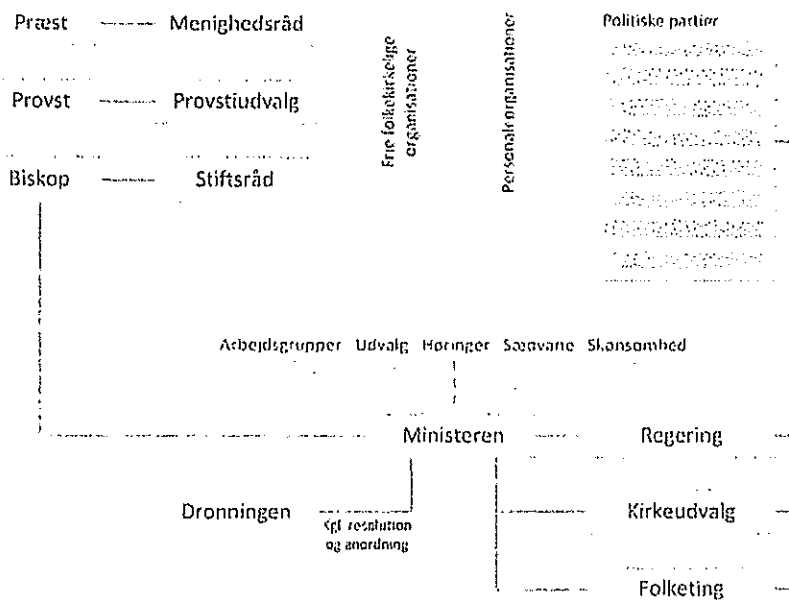 Præst Menighedsråd
Provst Provstiudvalg
Biskop Stiftsråd
Frie folkekirkelige
organisationer
Personaleorganisationer
Politiske partier
Arbejdsgrupper Udvalg Høringer Sædvane Skånsomhed
Ministeren Regering
Dronningen
Kgl. resolution
og anordning
Kirkeudvalg
Folketing